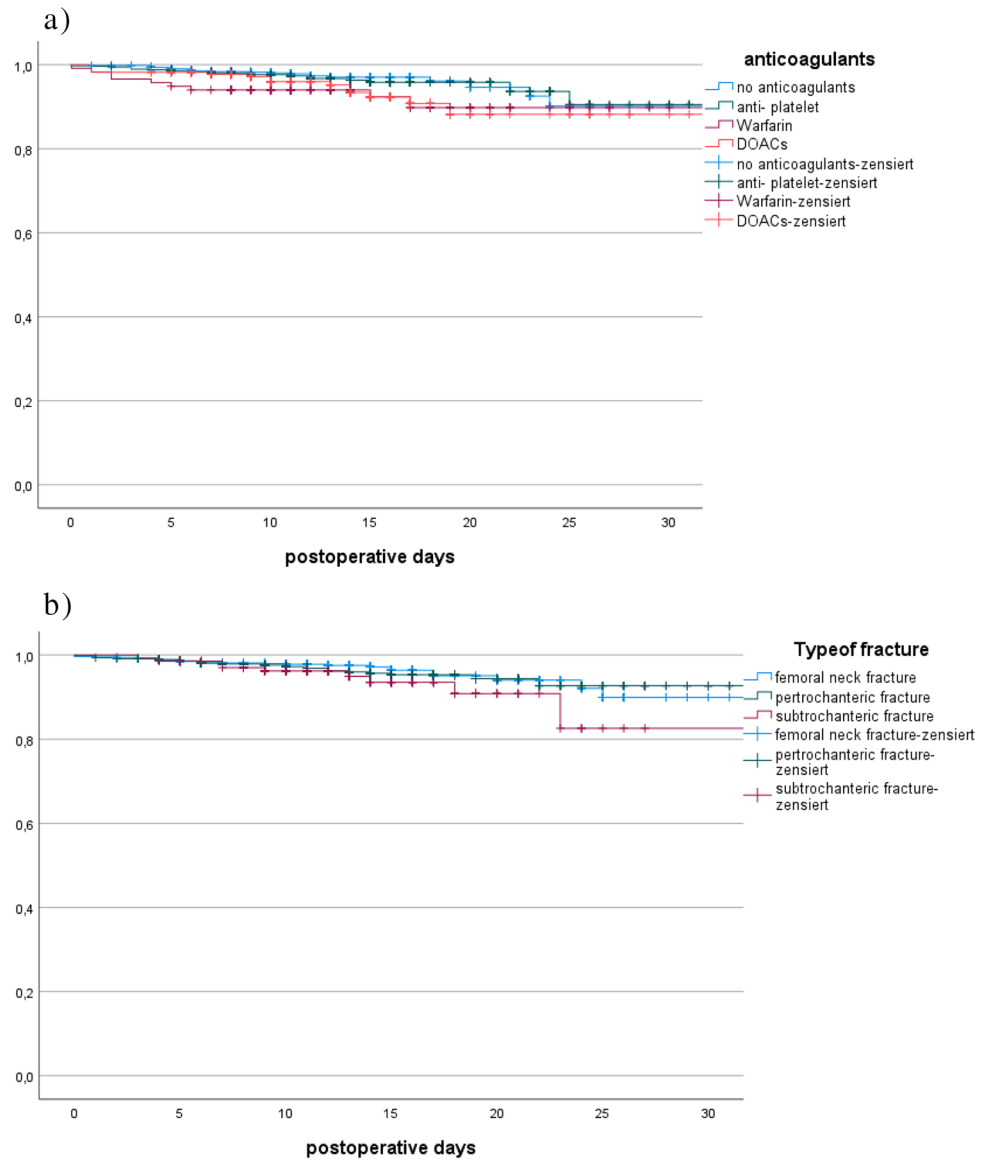 a)
1,0
0,8
0,6
0,4
0,2
0,0
0 5 10 15 20 25 30
postoperative days
anticoagulants
no anticoagulants
anti- platelet
Warfarin
DOACs
no anticoagulants-zensiert
anti- platelet-zensiert
Warfarin-zensiert
DOACs-zensiert
b)
1,0
0,8
0,6
0,4
0,2
0,0
0 5 10 15 20 25 30
postoperative days
Typeof fracture
femoral neck fracture
pertrochanteric fracture
subtrochanteric fracture
femoral neck fracture-zensiert
pertrochanteric fracture-
zensiert
subtrochanteric fracture-
zensiert